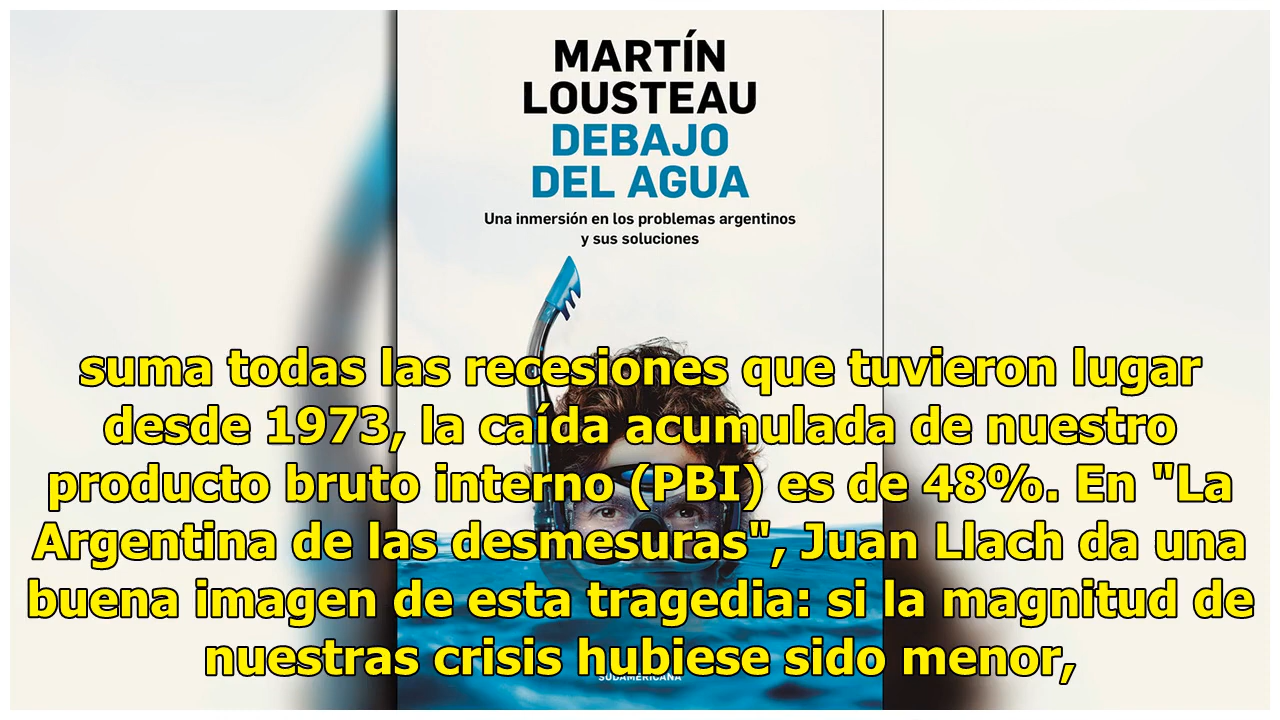 MARTÍN
LOUSTEAU
DEBAJO
DEL AGUA
Una inmersión en los problemas argentinos
y sus soluciones
suma todas las recesiones que tuvieron lugar
desde 1973, la caída acumulada de nuestro
producto bruto interno (PBI) es de 48%. En "La
Argentina de las desmesuras", Juan Llach da una
buena imagen de esta tragedia: si la magnitud de
nuestras crisis hubiese sido menor,
SUDAMERICANA